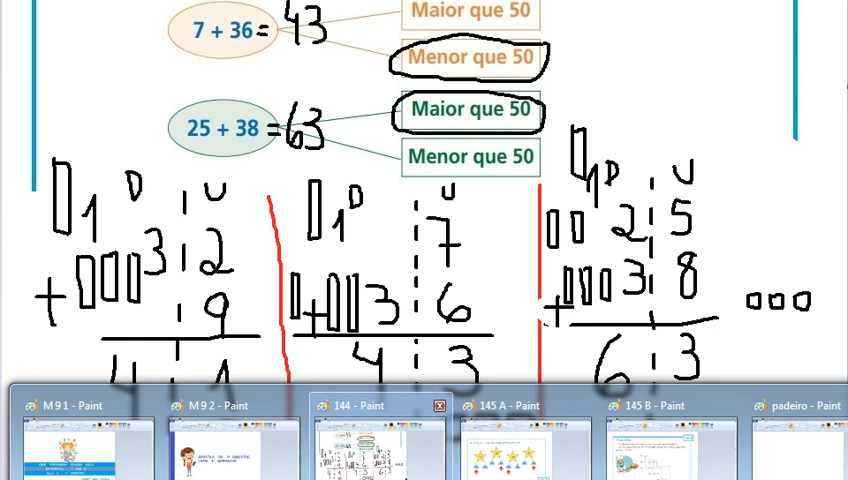 Maior que 50
7 + 36 = 43
Menor que 50
Maior que 50
25 + 38 = 63
Menor que 50
1 D U
3 2
+ 9
4 1
1 D U
7
+ 3 6
4 3
1 D U
2 5
+ 3 8
6 3
M 9 1 - Paint
M 9 2 - Paint
144 - Paint
145 A - Paint
145 B - Paint
padeiro - Paint